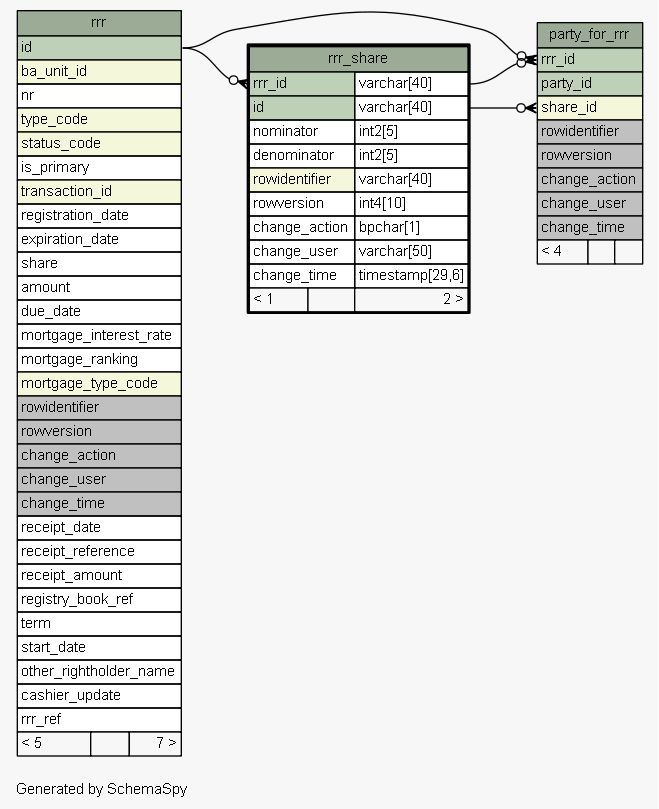 rrr
id
ba_unit_id
nr
type_code
status_code
is_primary
transaction_id
registration_date
expiration_date
share
amount
due_date
mortgage_interest_rate
mortgage_ranking
mortgage_type_code
rowidentifier
rowversion
change_action
change_user
change_time
receipt_date
receipt_reference
receipt_amount
registry_book_ref
term
start_date
other_rightholder_name
cashier_update
rrr_ref
< 5 7 >
rrr_share
rrr_id varchar[40]
id varchar[40]
nominator int2[5]
denominator int2[5]
rowidentifier varchar[40]
rowversion int4[10]
change_action bpchar[1]
change_user varchar[50]
change_time timestamp[29,6]
< 1 2 >
party_for_rrr
rrr_id
party_id
share_id
rowidentifier
rowversion
change_action
change_user
change_time
< 4
Generated by SchemaSpy